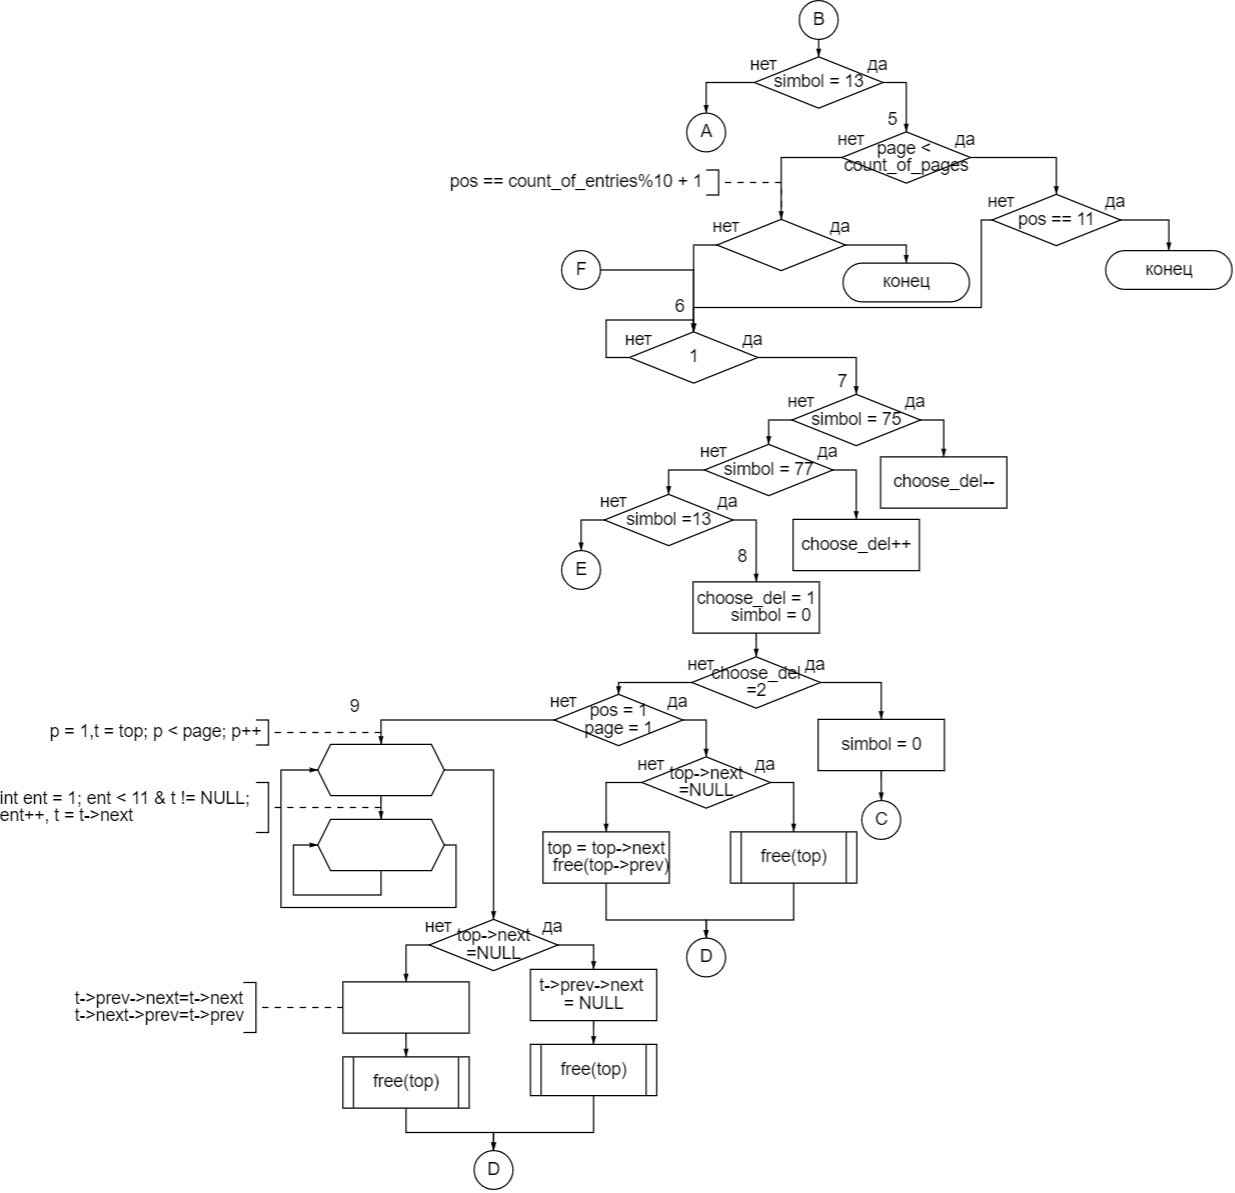 B
нет
да
simbol = 13
A
5
нет
да
page <
count_of_pages
pos == count_of_entries%10 + 1
нет
да
pos == 11
нет
да
F
конец
конец
6
нет
да
1
7
нет
да
simbol = 75
нет
да
simbol = 77
choose_del--
нет
да
simbol =13
choose_del++
E
8
choose_del = 1
simbol = 0
нет
да
choose_del
=2
9
нет
да
pos = 1
page = 1
p = 1,t = top; p < page; p++
simbol = 0
нет
да
top->next
=NULL
int ent = 1; ent < 11 & t != NULL;
ent++, t = t->next
C
top = top->next
free(top->prev)
free(top)
нет
да
top->next
=NULL
D
t->prev->next=t->next
t->next->prev=t->prev
t->prev->next
= NULL
free(top)
free(top)
D